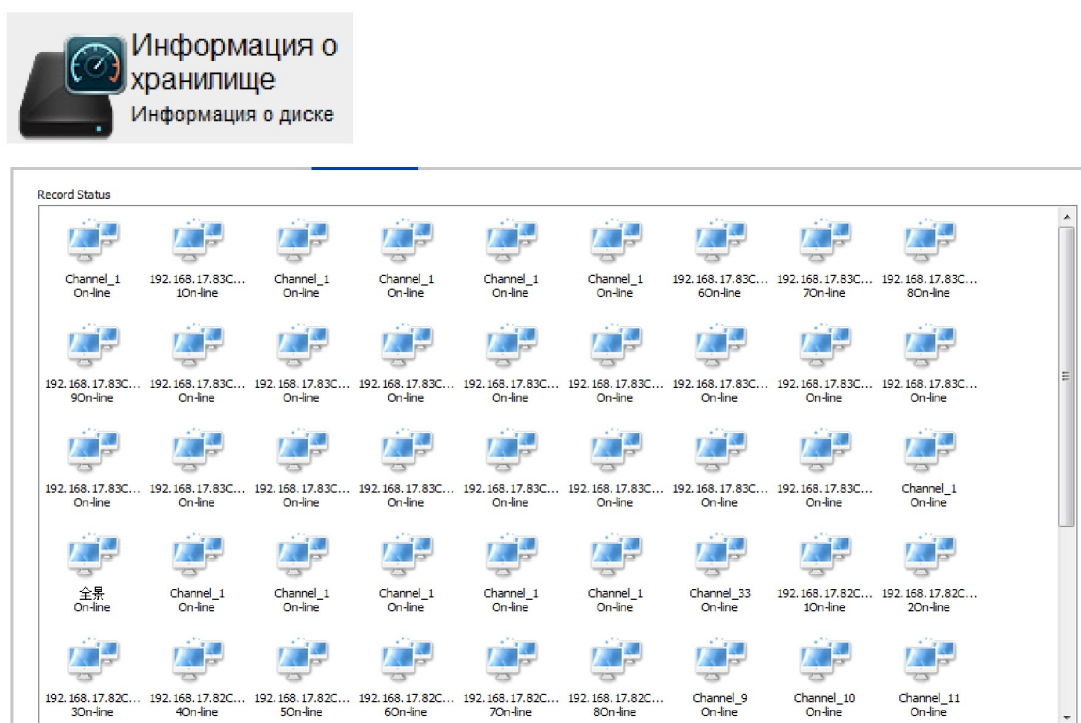 Информация о
хранилище
Информация о диске
Record Status
Channel_1 192.168.17.83C... Channel_1 Channel_1 Channel_1 Channel_1 192.168.17.83C... 192.168.17.83C... 192.168.17.83C...
On-line 1On-line On-line On-line On-line On-line 6On-line 7On-line 8On-line
192.168.17.83C... 192.168.17.83C... 192.168.17.83C... 192.168.17.83C... 192.168.17.83C... 192.168.17.83C... 192.168.17.83C... 192.168.17.83C... 192.168.17.83C...
9On-line On-line On-line On-line On-line On-line On-line On-line On-line
192.168.17.83C... 192.168.17.83C... 192.168.17.83C... 192.168.17.83C... 192.168.17.83C... 192.168.17.83C... 192.168.17.83C... 192.168.17.83C... Channel_1
On-line On-line On-line On-line On-line On-line On-line On-line On-line
全景 Channel_1 Channel_1 Channel_1 Channel_1 Channel_1 Channel_33 192.168.17.82C... 192.168.17.82C...
On-line On-line On-line On-line On-line On-line On-line 1On-line 2On-line
192.168.17.82C... 192.168.17.82C... 192.168.17.82C... 192.168.17.82C... 192.168.17.82C... 192.168.17.82C... Channel_9 Channel_10 Channel_11
3On-line 4On-line 5On-line 6On-line 7On-line 8On-line On-line On-line On-line